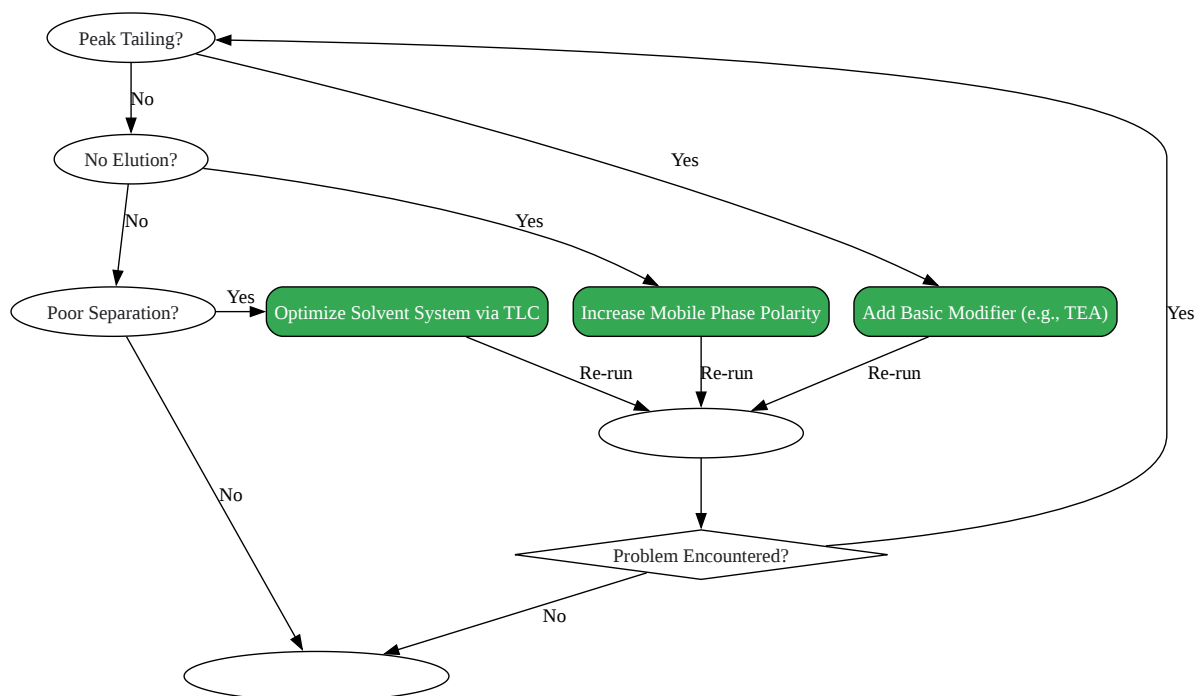 Peak Tailing?
No
No Elution?
Yes
No
Yes
Poor Separation?
Yes
Optimize Solvent System via TLC
Increase Mobile Phase Polarity
Add Basic Modifier (e.g., TEA)
Yes
Re-run
Re-run
Re-run
No
Problem Encountered?
No